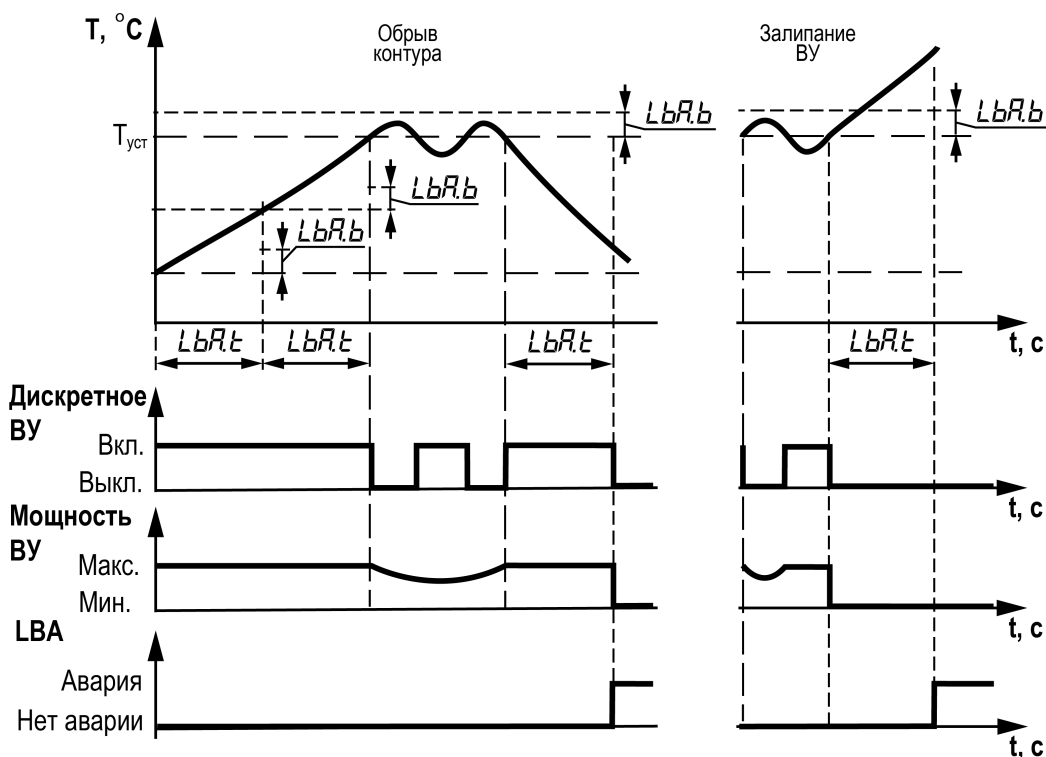 T, °C
Обрыв
контура
Залипание
ВУ
LbA.b
LbA.b
Tуст
LbA.b
LbA.b
LbA.t
LbA.t
LbA.t
LbA.t
t, с
Дискретное
ВУ
Вкл.
Выкл.
t, с
Мощность
ВУ
Макс.
Мин.
t, с
LBA
Авария
Нет аварии
t, с